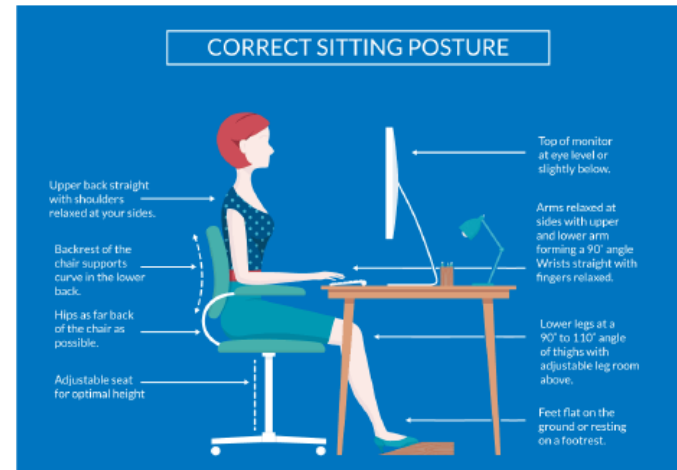 CORRECT SITTING POSTURE
Upper back straight
with shoulders
relaxed at your sides.
Backrest of the
chair supports
curve in the lower
back.
Hips as far back
of the chair as
possible.
Adjustable seat
for optimal height
Top of monitor
at eye level or
slightly below.
Arms relaxed at
sides with upper
and lower arm
forming a 90˚ angle
Wrists straight with
fingers relaxed.
Lower legs at a
90˚ to 110˚ angle
of thighs with
adjustable leg room
above.
Feet flat on the
ground or resting
on a footrest.